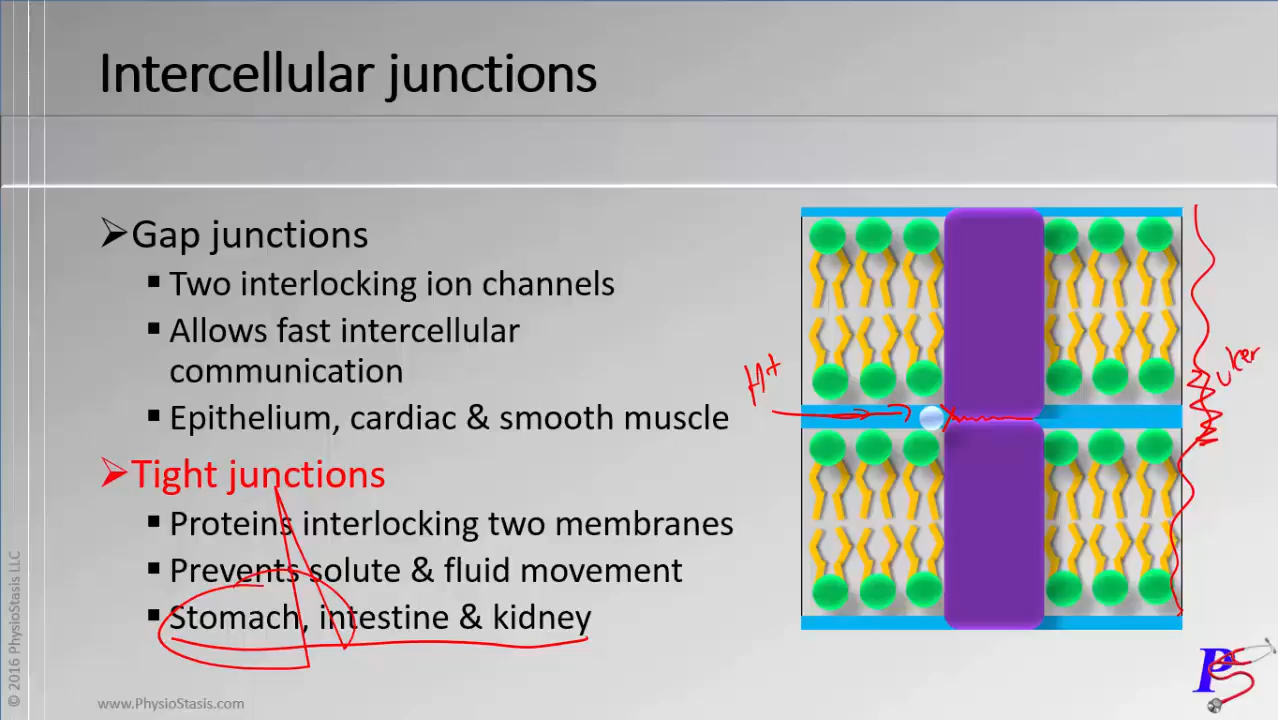 Intercellular junctions
➢Gap junctions
▪ Two interlocking ion channels
▪ Allows fast intercellular
communication
▪ Epithelium, cardiac & smooth muscle
➢Tight junctions
▪ Proteins interlocking two membranes
▪ Prevents solute & fluid movement
▪ Stomach, intestine & kidney
H+
ulcer
© 2016 PhysioStasis LLC
www.PhysioStasis.com
PS